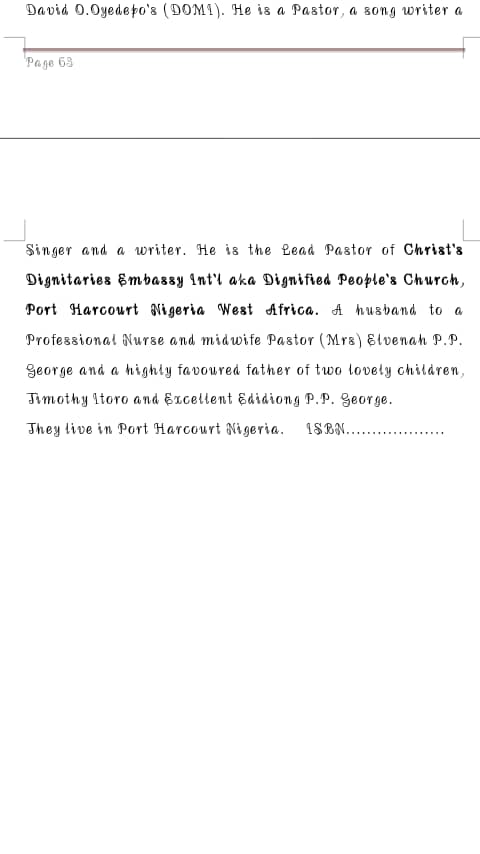 David O.Oyedepo's (DOMI). He is a Pastor, a song writer a
Page 63
Singer and a writer. He is the Lead Pastor of Christ's
Dignitaries Embassy Int'l aka Dignified People's Church,
Port Harcourt Nigeria West Africa. A husband to a
Professional Nurse and midwife Pastor (Mrs) Elvenah P.P.
George and a highly favoured father of two lovely children,
Timothy Itoro and Excellent Edidiong P.P. George.
They live in Port Harcourt Nigeria. ISBN...................